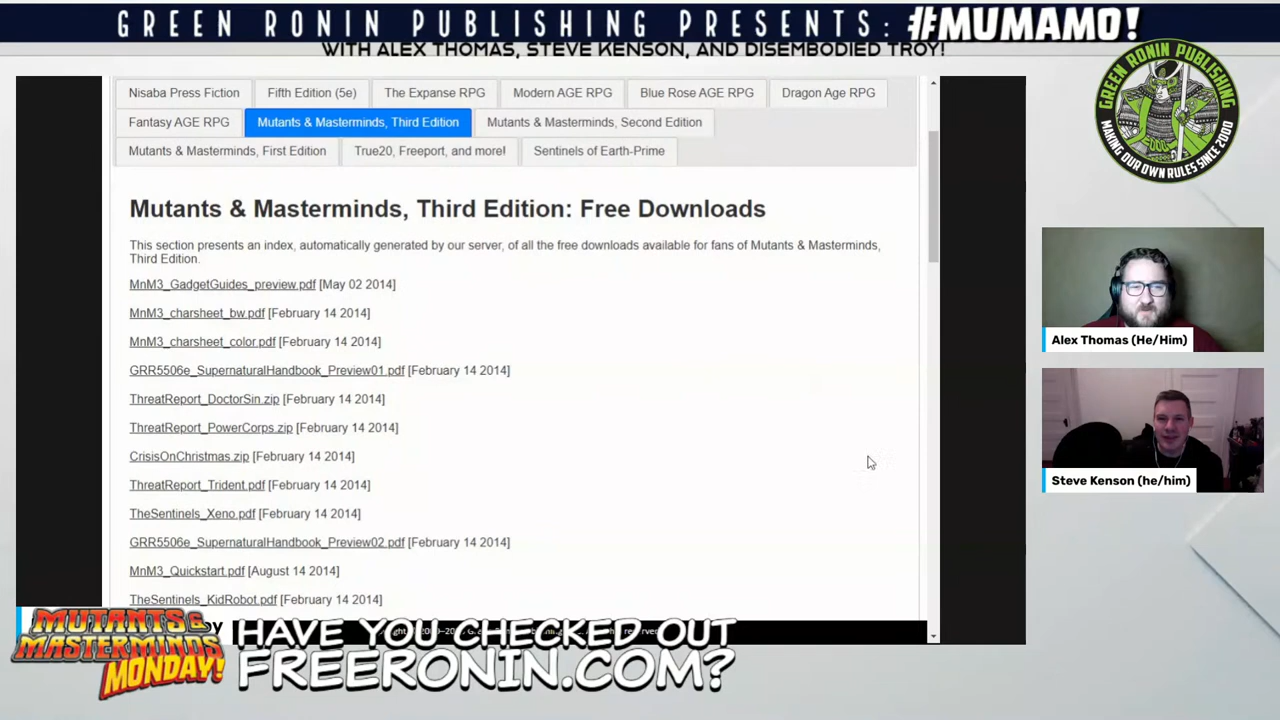 GREEN RONIN PUBLISHING PRESENTS: #MUMAMO!
WITH ALEX THOMAS, STEVE KENSON, AND DISEMBODIED TROY!
Nisaba Press Fiction
Fifth Edition (5e)
The Expanse RPG
Modern AGE RPG
Blue Rose AGE RPG
Dragon Age RPG
Fantasy AGE RPG
Mutants & Masterminds, Third Edition
Mutants & Masterminds, Second Edition
Mutants & Masterminds, First Edition
True20, Freeport, and more!
Sentinels of Earth-Prime
Mutants & Masterminds, Third Edition: Free Downloads
This section presents an index, automatically generated by our server, of all the free downloads available for fans of Mutants & Masterminds,
Third Edition.
MnM3_GadgetGuides_preview.pdf [May 02 2014]
MnM3_charsheet_bw.pdf [February 14 2014]
MnM3_charsheet_color.pdf [February 14 2014]
GRR5506e_SupernaturalHandbook_Preview01.pdf [February 14 2014]
ThreatReport_DoctorSin.zip [February 14 2014]
ThreatReport_PowerCorps.zip [February 14 2014]
CrisisOnChristmas.zip [February 14 2014]
ThreatReport_Trident.pdf [February 14 2014]
TheSentinels_Xeno.pdf [February 14 2014]
GRR5506e_SupernaturalHandbook_Preview02.pdf [February 14 2014]
MnM3_Quickstart.pdf [August 14 2014]
TheSentinels_KidRobot.pdf [February 14 2014]
GREEN RONIN PUBLISHING
MAKING OUR OWN RULES SINCE 2000
Alex Thomas (He/Him)
Steve Kenson (he/him)
MUTANTS &
MASTERMINDS
MONDAY!
HAVE YOU CHECKED OUT
FREERONIN.COM?